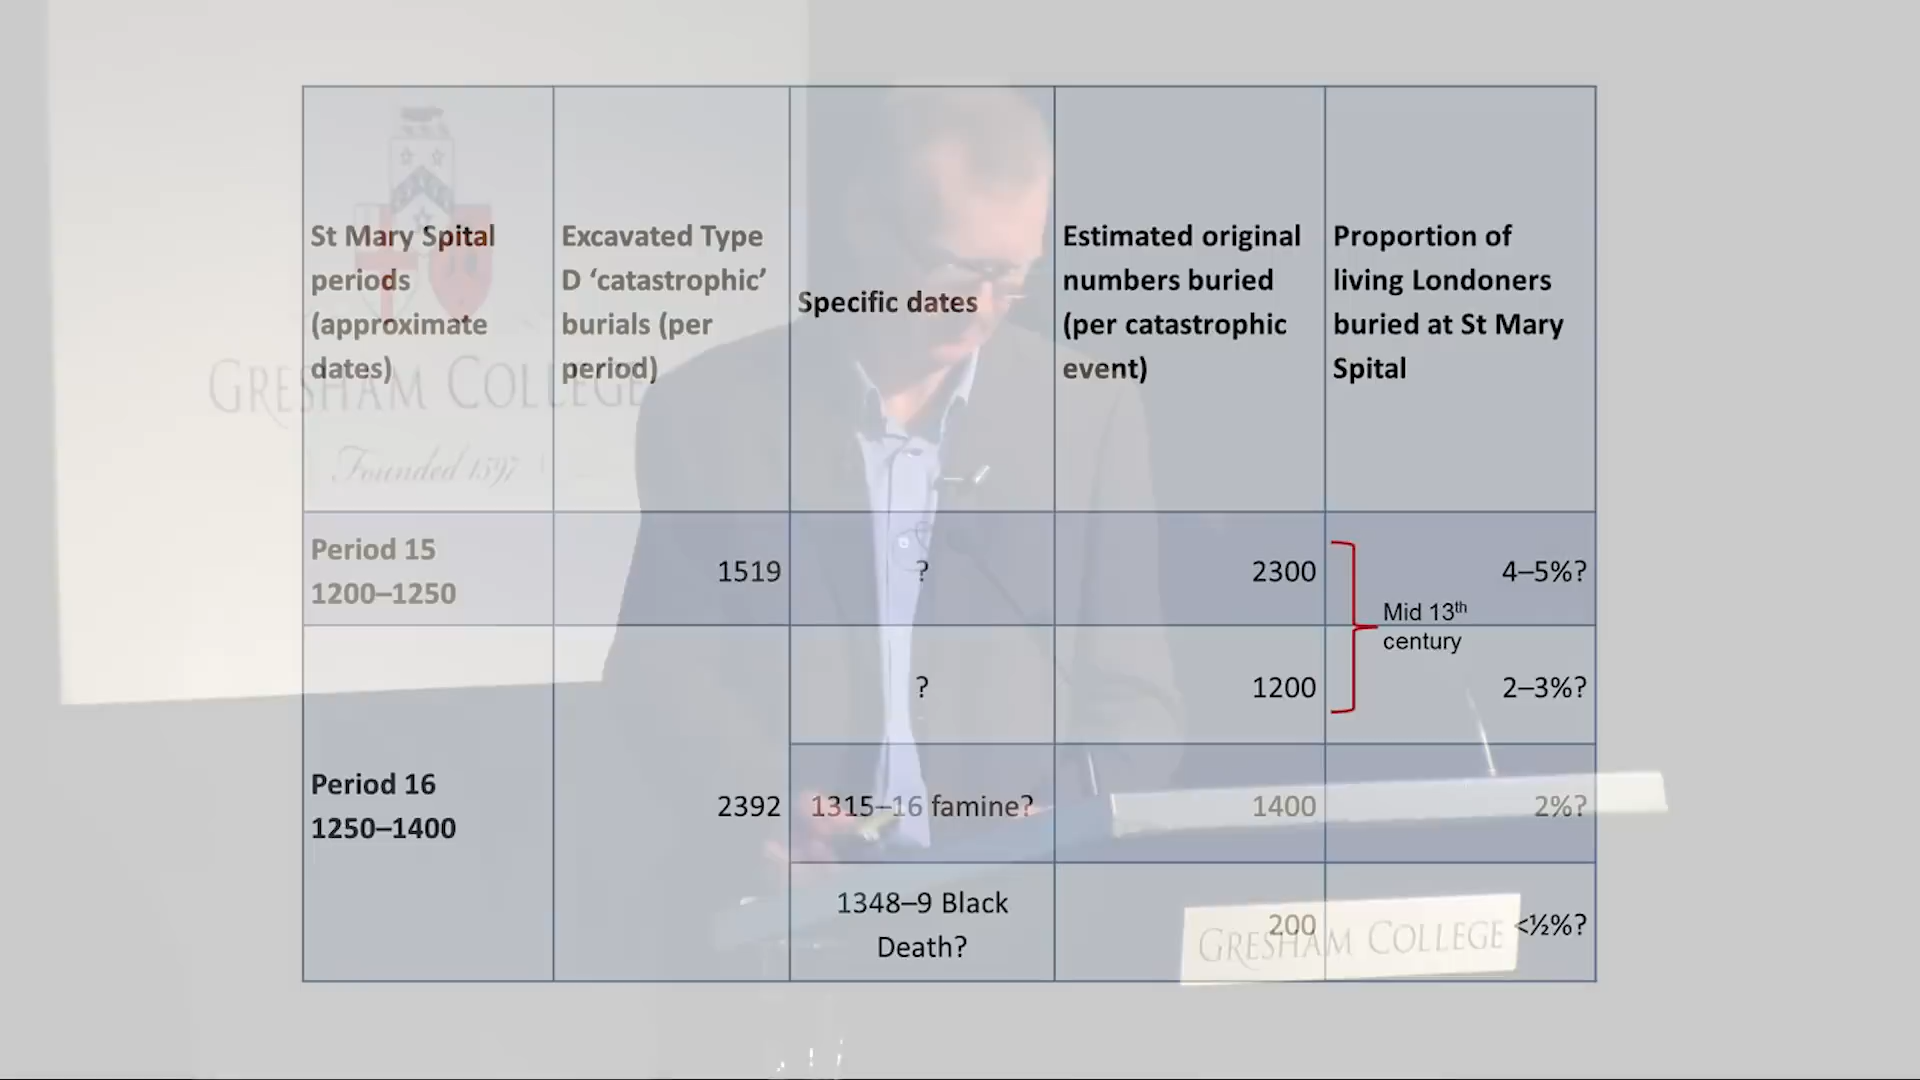 St Mary Spital
periods
(approximate
dates)
Excavated Type
D ‘catastrophic’
burials (per
period)
Specific dates
Estimated original
numbers buried
(per catastrophic
event)
Proportion of
living Londoners
buried at St Mary
Spital
GRESHAM COLLEGE
Founded 1597
Period 15
1200–1250
1519
?
2300
4–5%?
Mid 13th
century
?
1200
2–3%?
Period 16
1250–1400
2392
1315–16 famine?
1400
2%?
1348–9 Black
Death?
200
<½%?
GRESHAM COLLEGE